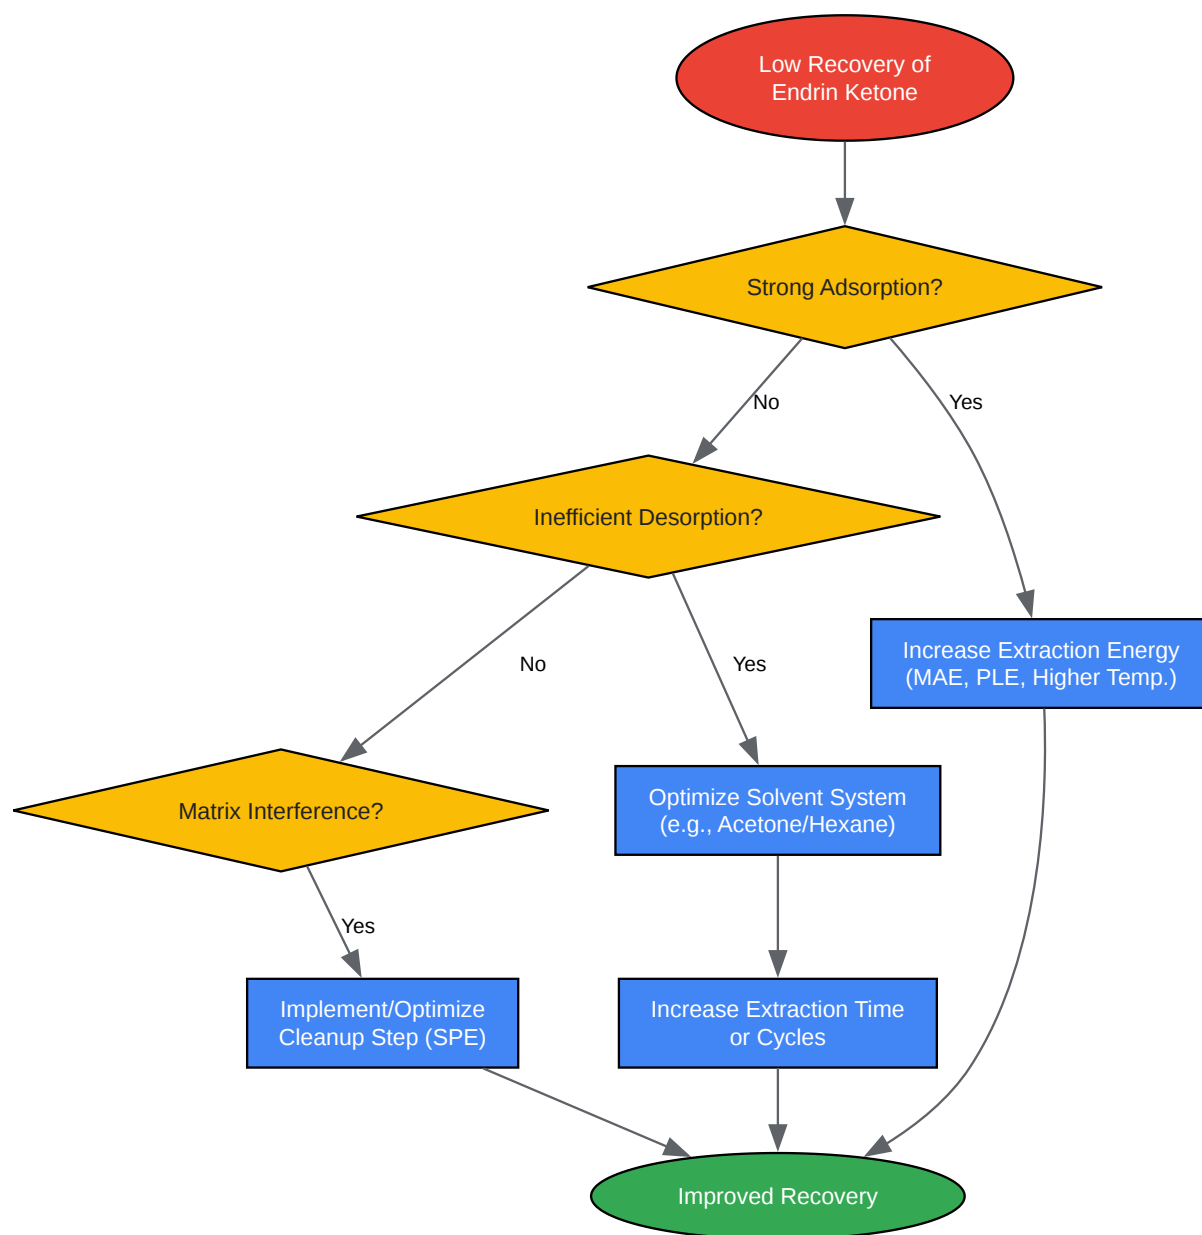 Low Recovery of
Endrin Ketone
Strong Adsorption?
No
Yes
Inefficient Desorption?
No
Yes
Increase Extraction Energy
(MAE, PLE, Higher Temp.)
Matrix Interference?
Optimize Solvent System
(e.g., Acetone/Hexane)
Yes
Implement/Optimize
Cleanup Step (SPE)
Increase Extraction Time
or Cycles
Improved Recovery